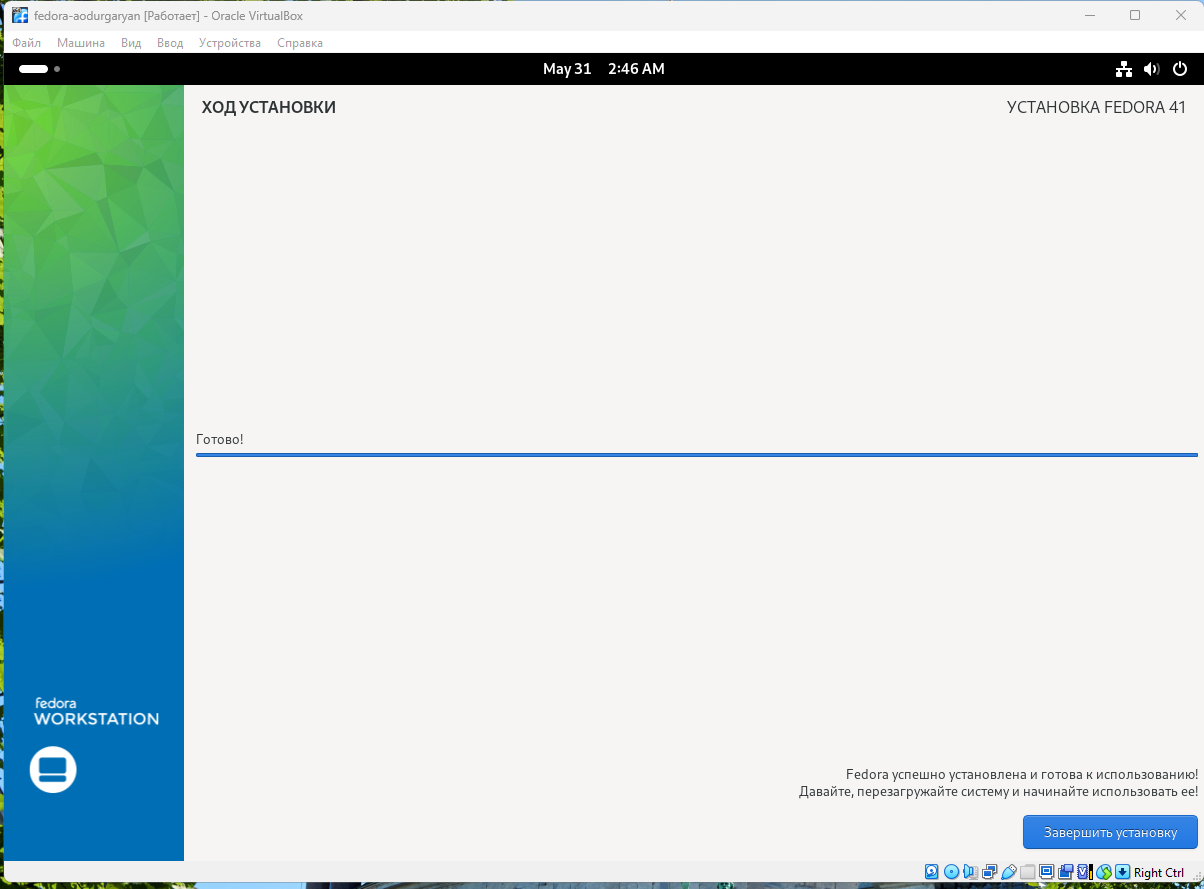 fedora-aodurgaryan [Работает] - Oracle VirtualBox
Файл Машина Вид Ввод Устройства Справка
May 31 2:46 AM
ХОД УСТАНОВКИ
УСТАНОВКА FEDORA 41
Готово!
fedora
WORKSTATION
Fedora успешно установлена и готова к использованию!
Давайте, перезагружайте систему и начинайте использовать ее!
Завершить установку
Right Ctrl